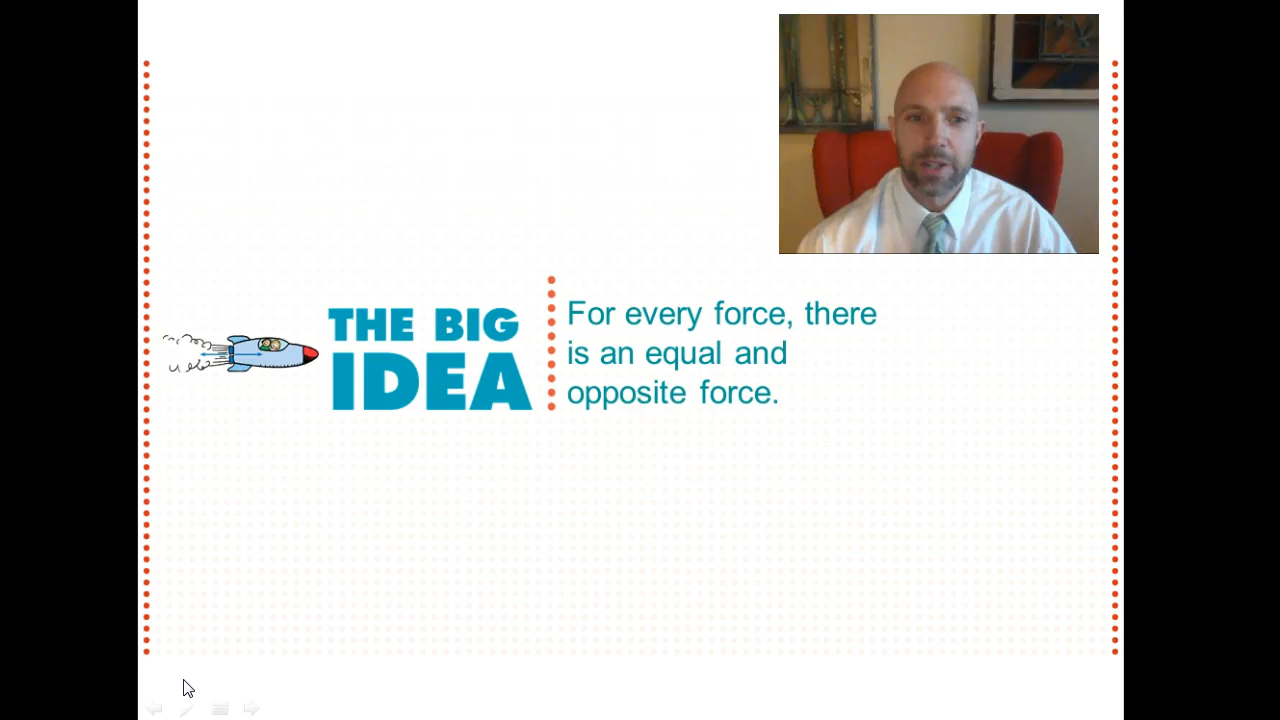 THE BIG
IDEA
For every force, there
is an equal and
opposite force.